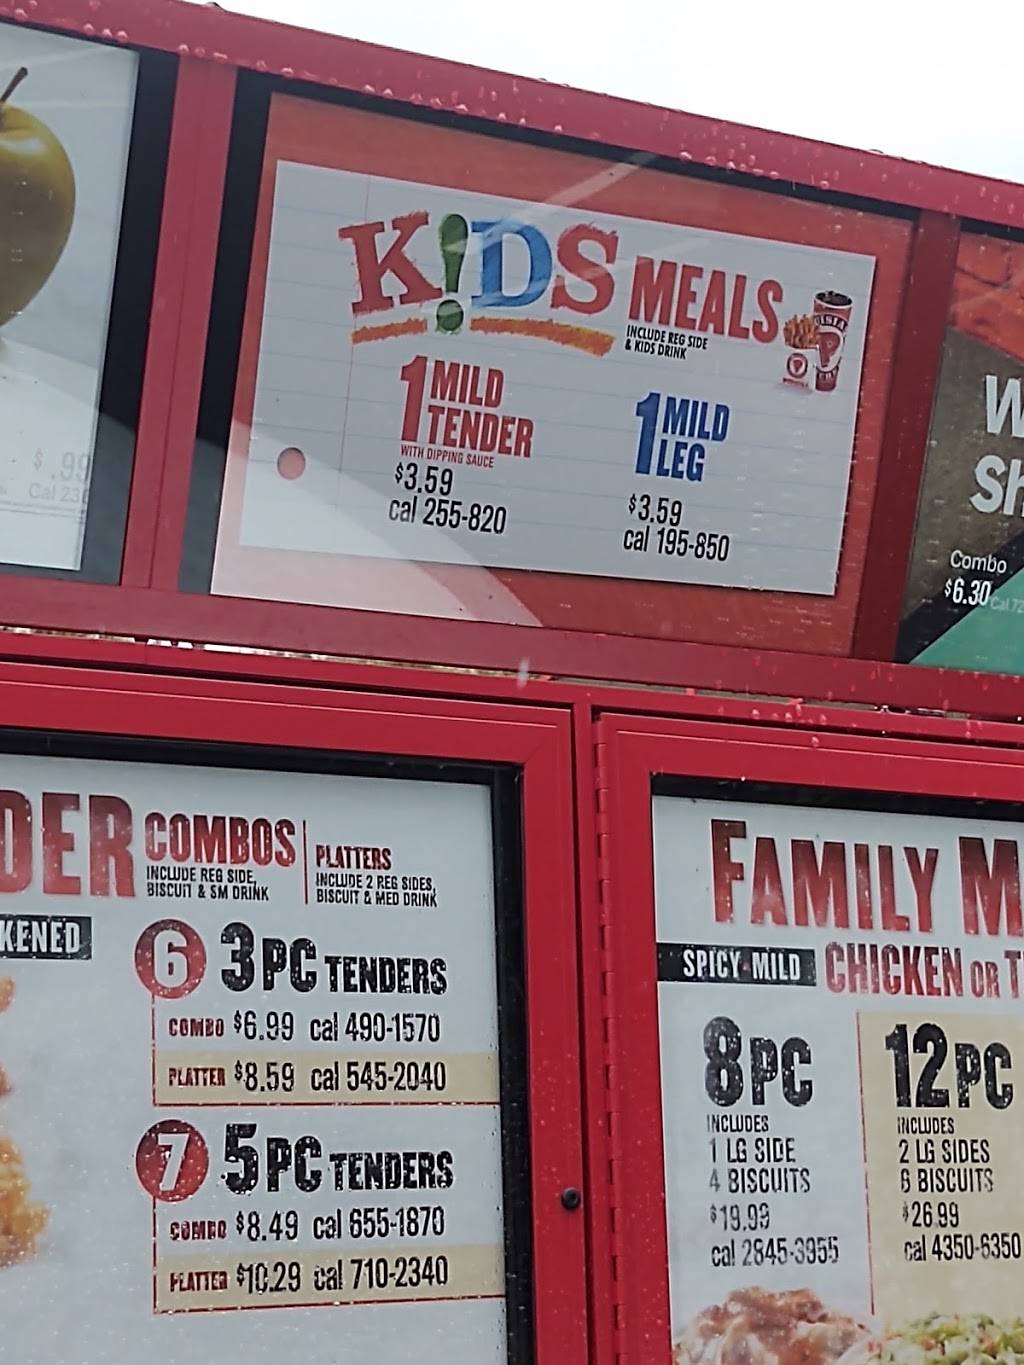 $ .99
Cal 23
K!DS MEALS
INCLUDE REG SIDE
& KIDS DRINK
1 MILD
TENDER
WITH DIPPING SAUCE
$3.59
cal 255-820
1 MILD
LEG
$3.59
cal 195-850
W
Sh
Combo
$6.30 Cal 72
DER
COMBOS
INCLUDE REG SIDE,
BISCUIT & SM DRINK
PLATTERS
INCLUDE 2 REG SIDES,
BISCUIT & MED DRINK
KENED
6 3PC TENDERS
COMBO $6.99 cal 490-1570
PLATTER $8.59 cal 545-2040
7 5PC TENDERS
COMBO $8.49 cal 655-1870
PLATTER $10.29 cal 710-2340
FAMILY M
SPICY MILD CHICKEN OR T
8PC
INCLUDES
1 LG SIDE
4 BISCUITS
$19.99
cal 2845-3955
12PC
INCLUDES
2 LG SIDES
6 BISCUITS
$26.99
cal 4350-6350